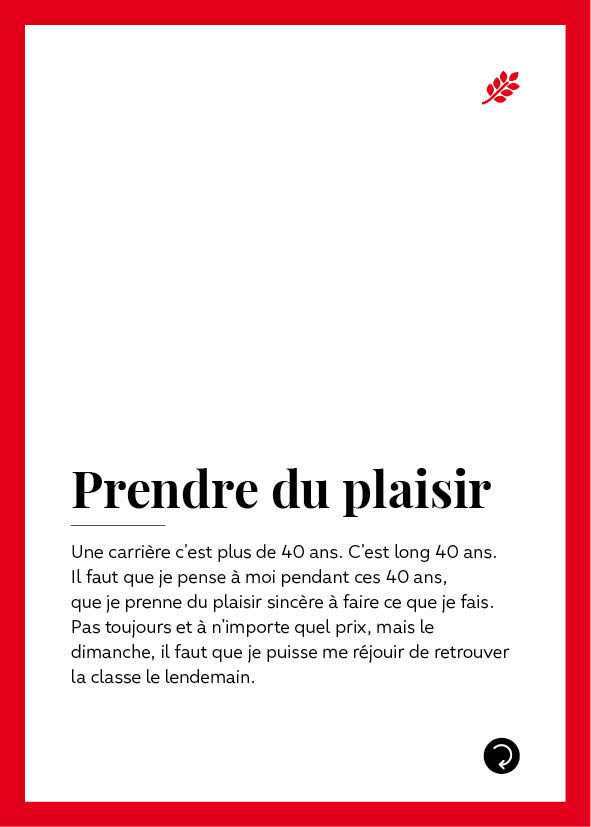 Prendre du plaisir
Une carrière c’est plus de 40 ans. C’est long 40 ans.
Il faut que je pense à moi pendant ces 40 ans,
que je prenne du plaisir sincère à faire ce que je fais.
Pas toujours et à n’importe quel prix, mais le
dimanche, il faut que je puisse me réjouir de retrouver
la classe le lendemain.